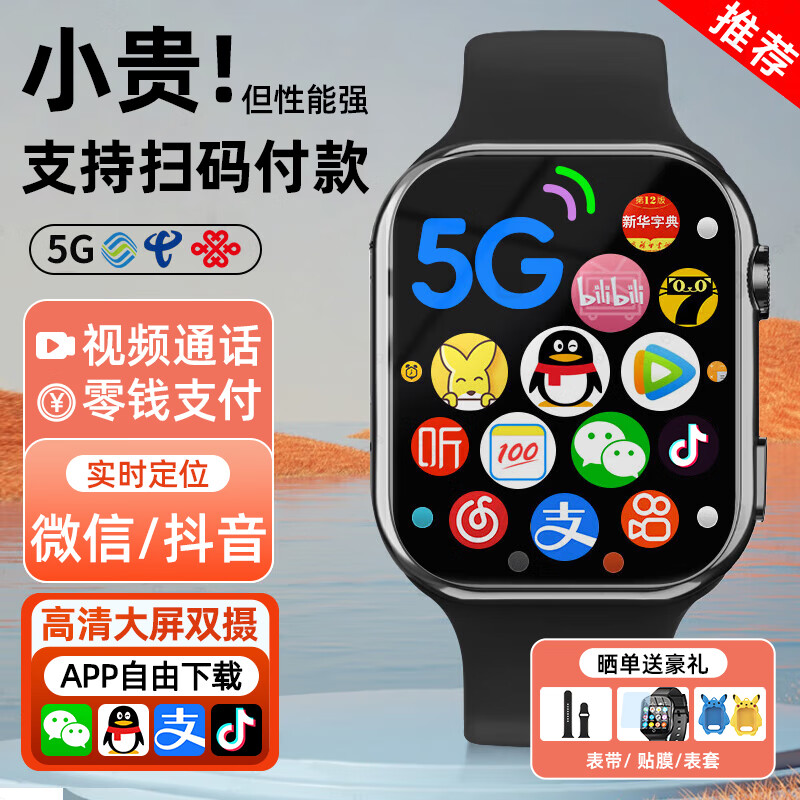 推荐
小贵!
但性能强
支持扫码付款
5G
视频通话
零钱支付
实时定位
微信/抖音
高清大屏双摄
APP自由下载
5G
第12版
新华字典
bilibili
7
听
100
支
晒单送豪礼
表带/贴膜/表套